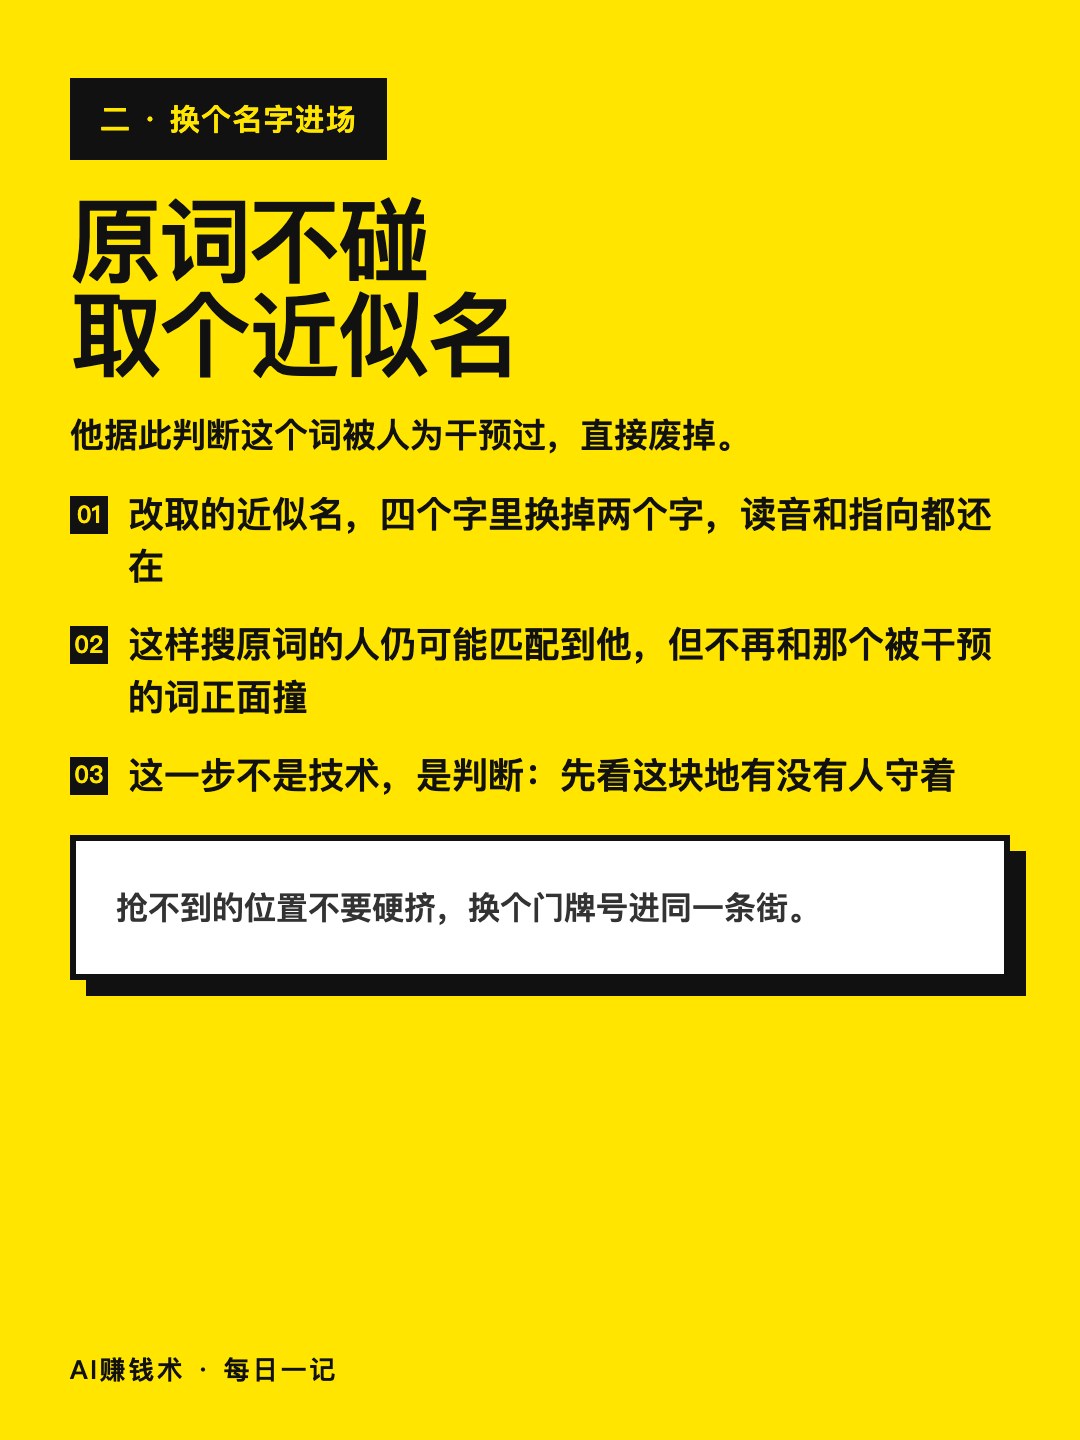 二 · 换个名字进场
原词不碰
取个近似名
他据此判断这个词被人为干预过，直接废掉。
01 改取的近似名，四个字里换掉两个字，读音和指向都还
在
02 这样搜原词的人仍可能匹配到他，但不再和那个被干预
的词正面撞
03 这一步不是技术，是判断：先看这块地有没有人守着
抢不到的位置不要硬挤，换个门牌号进同一条街。
AI赚钱术 · 每日一记